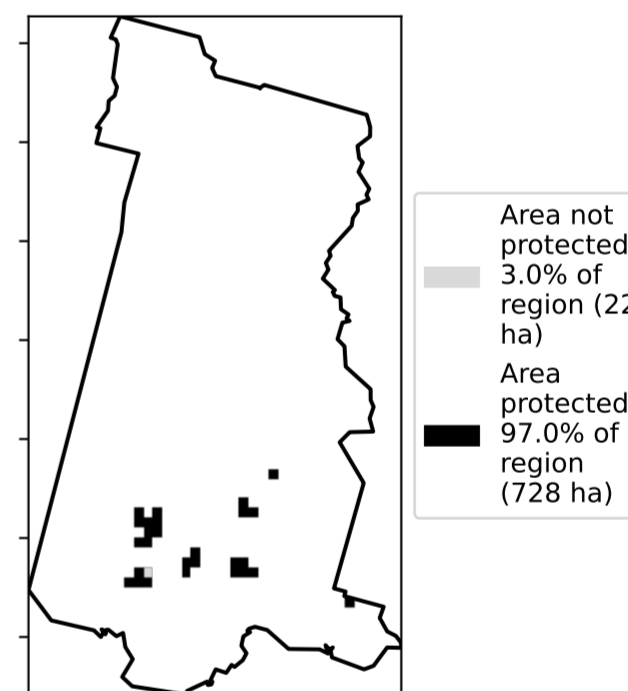 Area not
protected
3.0% of
region (22
ha)
Area
protected
97.0% of
region
(728 ha)